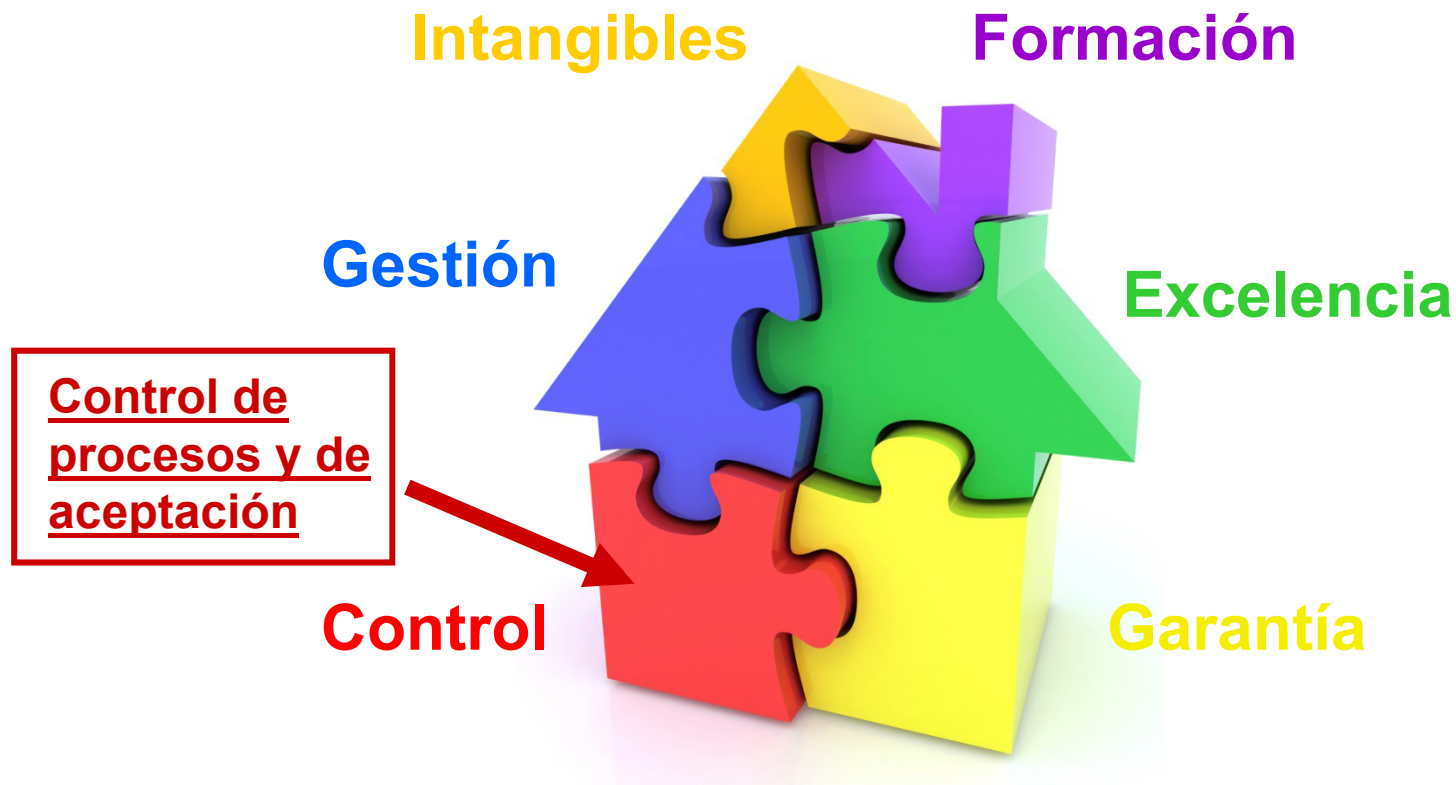 Intangibles
Formación
Gestión
Excelencia
Control de
procesos y de
aceptación
Control
Garantía